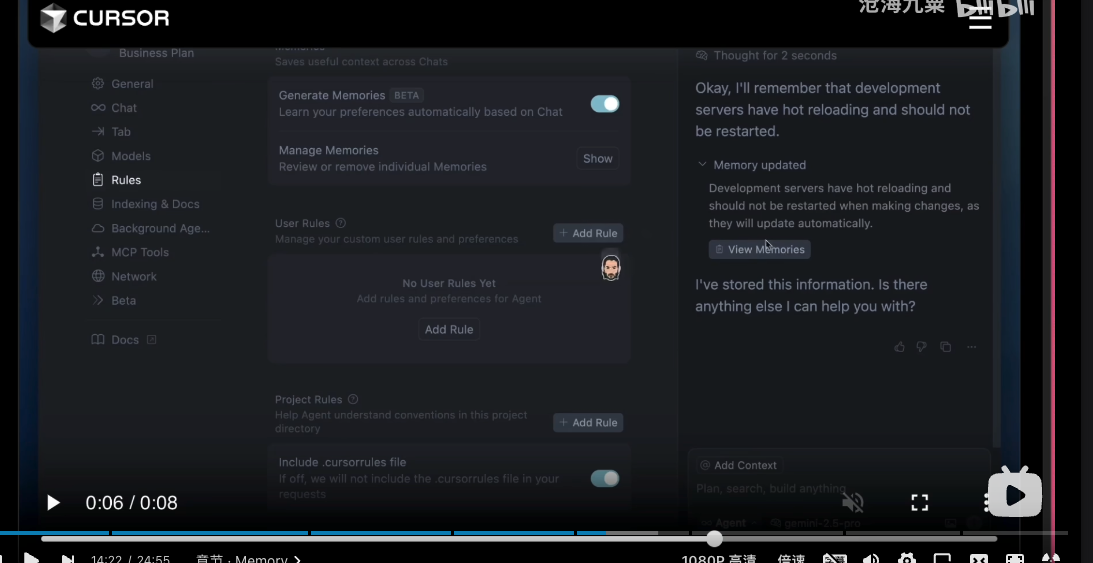 沧海九粟 bilibili
CURSOR
Business Plan
Memories
Saves useful context across Chats
General
Chat
Tab
Models
Rules
Indexing & Docs
Background Age...
MCP Tools
Network
Beta
Docs
Generate Memories BETA
Learn your preferences automatically based on Chat
Manage Memories
Review or remove individual Memories
Show
User Rules
Manage your custom user rules and preferences
+ Add Rule
No User Rules Yet
Add rules and preferences for Agent
Add Rule
Project Rules
Help Agent understand conventions in this project
directory
+ Add Rule
Include .cursorrules file
If off, we will not include the .cursorrules file in your
requests
Thought for 2 seconds
Okay, I'll remember that development
servers have hot reloading and should not
be restarted.
Memory updated
Development servers have hot reloading and
should not be restarted when making changes, as
they will update automatically.
View Memories
I've stored this information. Is there
anything else I can help you with?
@ Add Context
Plan, search, build anything
Agent
gemini-2.5-pro
0:06 / 0:08
14:22 / 24:55
章节 · Memory
1080P 高清
倍速